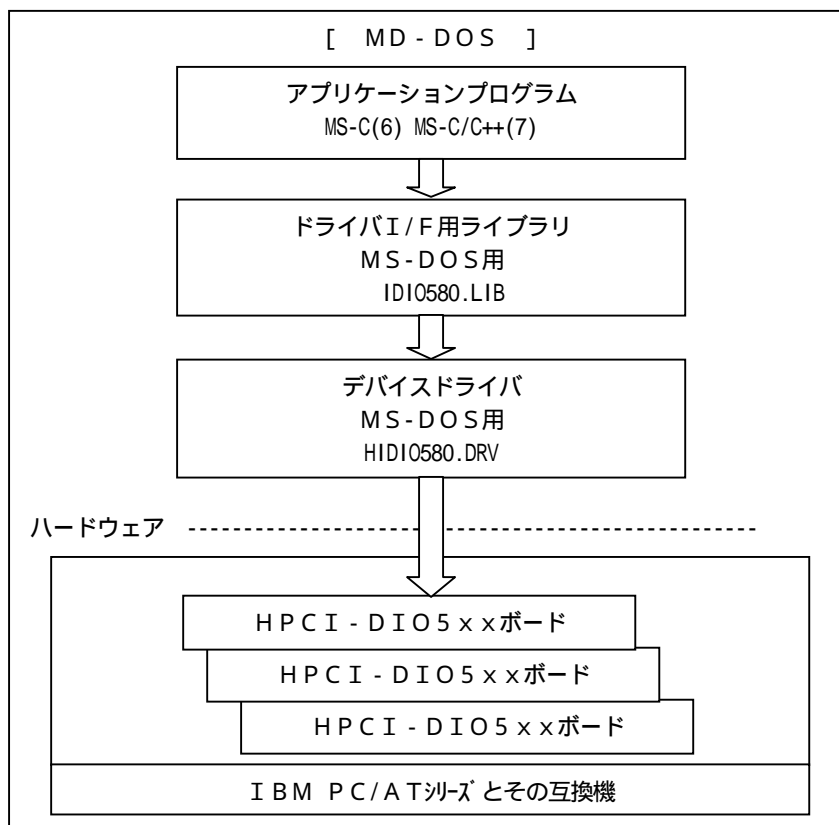 [ ＭＤ-ＤＯＳ ]
アプリケーションプログラム
MS-C(6) MS-C/C++(7)
ドライバＩ/Ｆ用ライブラリ
ＭＳ-ＤＯＳ用
IDIO580.LIB
デバイスドライバ
ＭＳ-ＤＯＳ用
HIDIO580.DRV
ハードウェア -----------------------------------------
ＨＰＣＩ-ＤＩＯ５ｘｘボード
ＨＰＣＩ-ＤＩＯ５ｘｘボード
ＨＰＣＩ-ＤＩＯ５ｘｘボード
ＩＢＭ ＰＣ/ＡＴｼﾘｰｽﾞとその互換機